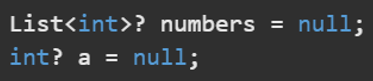 List<int>? numbers = null;
int? a = null;